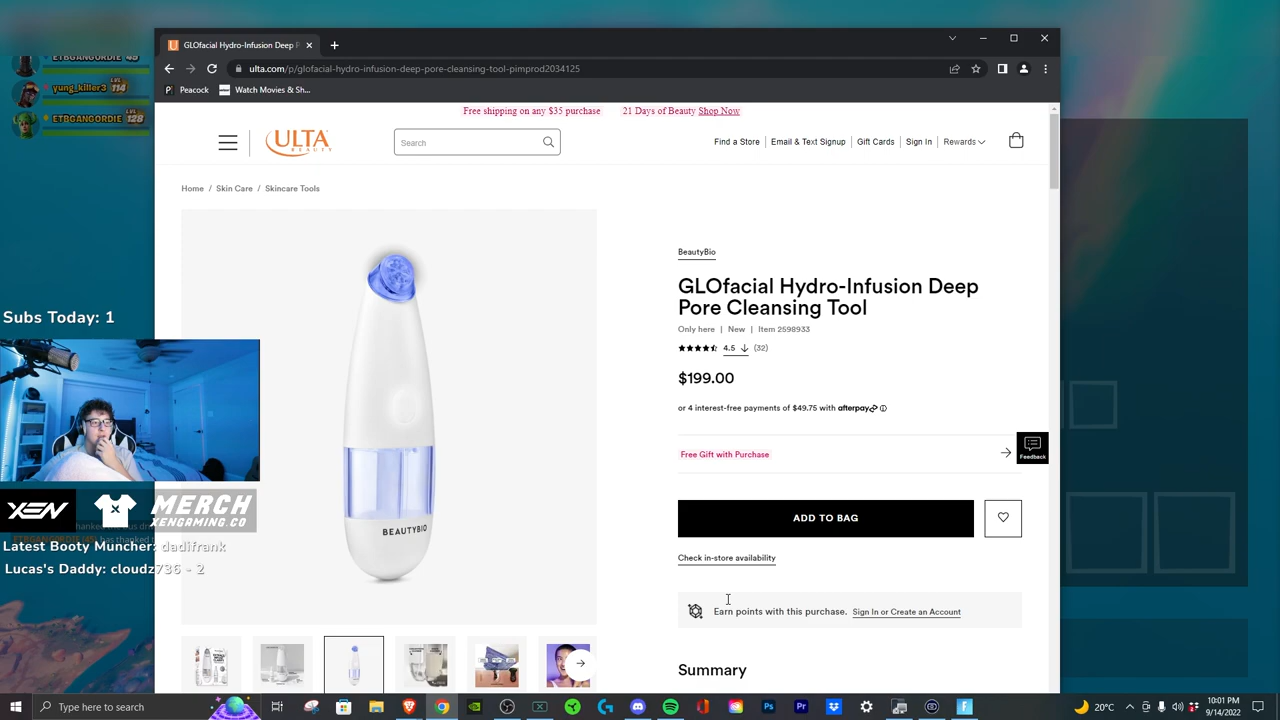 ETBGANGORDIE 49
yung_killer3 LVL 114
ETBGANGORDIE LVL 128
GLOfacial Hydro-Infusion Deep P
ulta.com/p/glofacial-hydro-infusion-deep-pore-cleansing-tool-pimprod2034125
Peacock
Watch Movies & Sh...
Free shipping on any $35 purchase
21 Days of Beauty Shop Now
ULTA
BEAUTY
Search
Find a Store
Email & Text Signup
Gift Cards
Sign In
Rewards
Home / Skin Care / Skincare Tools
BeautyBio
GLOfacial Hydro-Infusion Deep
Pore Cleansing Tool
Only here | New | Item 2598933
4.5 (32)
$199.00
or 4 interest-free payments of $49.75 with afterpay
Free Gift with Purchase
Feedback
ADD TO BAG
Check in-store availability
Earn points with this purchase. Sign In or Create an Account
Summary
BEAUTYBIO
Subs Today: 1
XEN
MERCH
XENGAMING.CO
Latest Booty Muncher: dadifrank
Lucas's Daddy: cloudz736 - 2
Type here to search
20°C
10:01 PM
9/14/2022